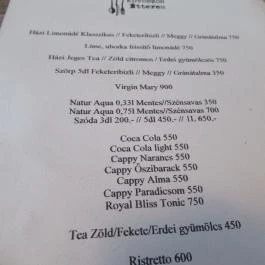 Étterem
Házi Limonádé Klasszikus // Feketeribizli // Meggy // Gránátalma 750
Lime, uborka frissítő limonádé 750
Házi Jeges Tea // Zöld citromos / Erdei gyümölcsös 750
Szörp 5dl Feketeribizli // Meggy // Gránátalma 350
Virgin Mary 900
Natur Aqua 0,33l Mentes//Szénsavas 350
Natur Aqua 0,75l Mentes//Szénsavas 700
Szóda 3dl 200.- //5dl 450.- //1l, 650.-
Coca Cola 550
Coca Cola light 550
Cappy Narancs 550
Cappy Őszibarack 550
Cappy Alma 550
Cappy Paradicsom 550
Royal Bliss Tonic 750
Tea Zöld/Fekete/Erdei gyümölcs 450
Ristretto 600